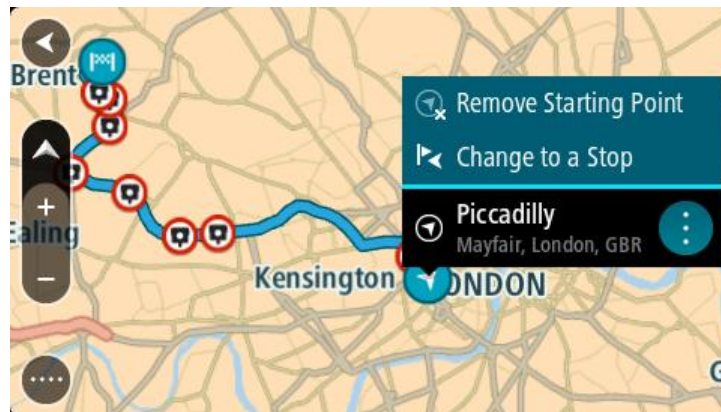 Brent
Remove Starting Point
Change to a Stop
Piccadilly
Mayfair, London, GBR
+
Ealing
−
Kensington
ONDON
G